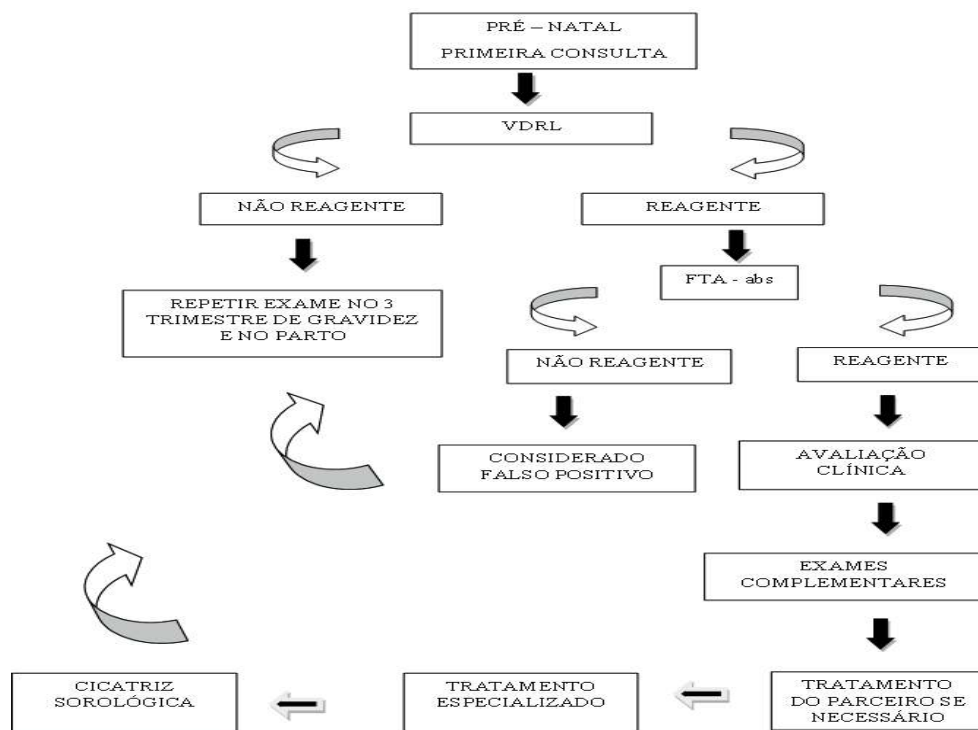 PRÉ – NATAL
PRIMEIRA CONSULTA
VDRL
NÃO REAGENTE
REAGENTE
FTA - abs
REPETIR EXAME NO 3
TRIMESTRE DE GRAVIDEZ
E NO PARTO
NÃO REAGENTE
REAGENTE
CONSIDERADO
FALSO POSITIVO
AVALIAÇÃO
CLÍNICA
EXAMES
COMPLEMENTARES
CICATRIZ
SOROLÓGICA
TRATAMENTO
ESPECIALIZADO
TRATAMENTO
DO PARCEIRO SE
NECESSÁRIO